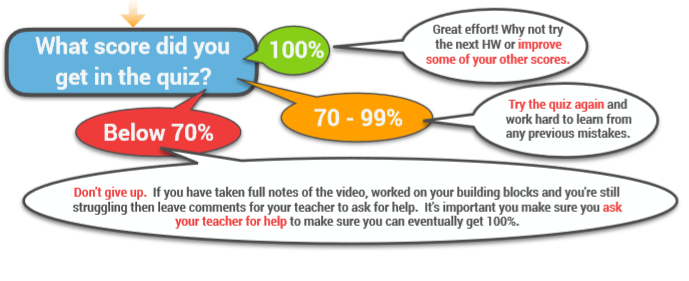 What score did you
get in the quiz?
100%
Great effort! Why not try
the next HW or improve
some of your other scores.
70 - 99%
Try the quiz again and
work hard to learn from
any previous mistakes.
Below 70%
Don't give up. If you have taken full notes of the video, worked on your building blocks and you're still
struggling then leave comments for your teacher to ask for help. It's important you make sure you ask
your teacher for help to make sure you can eventually get 100%.